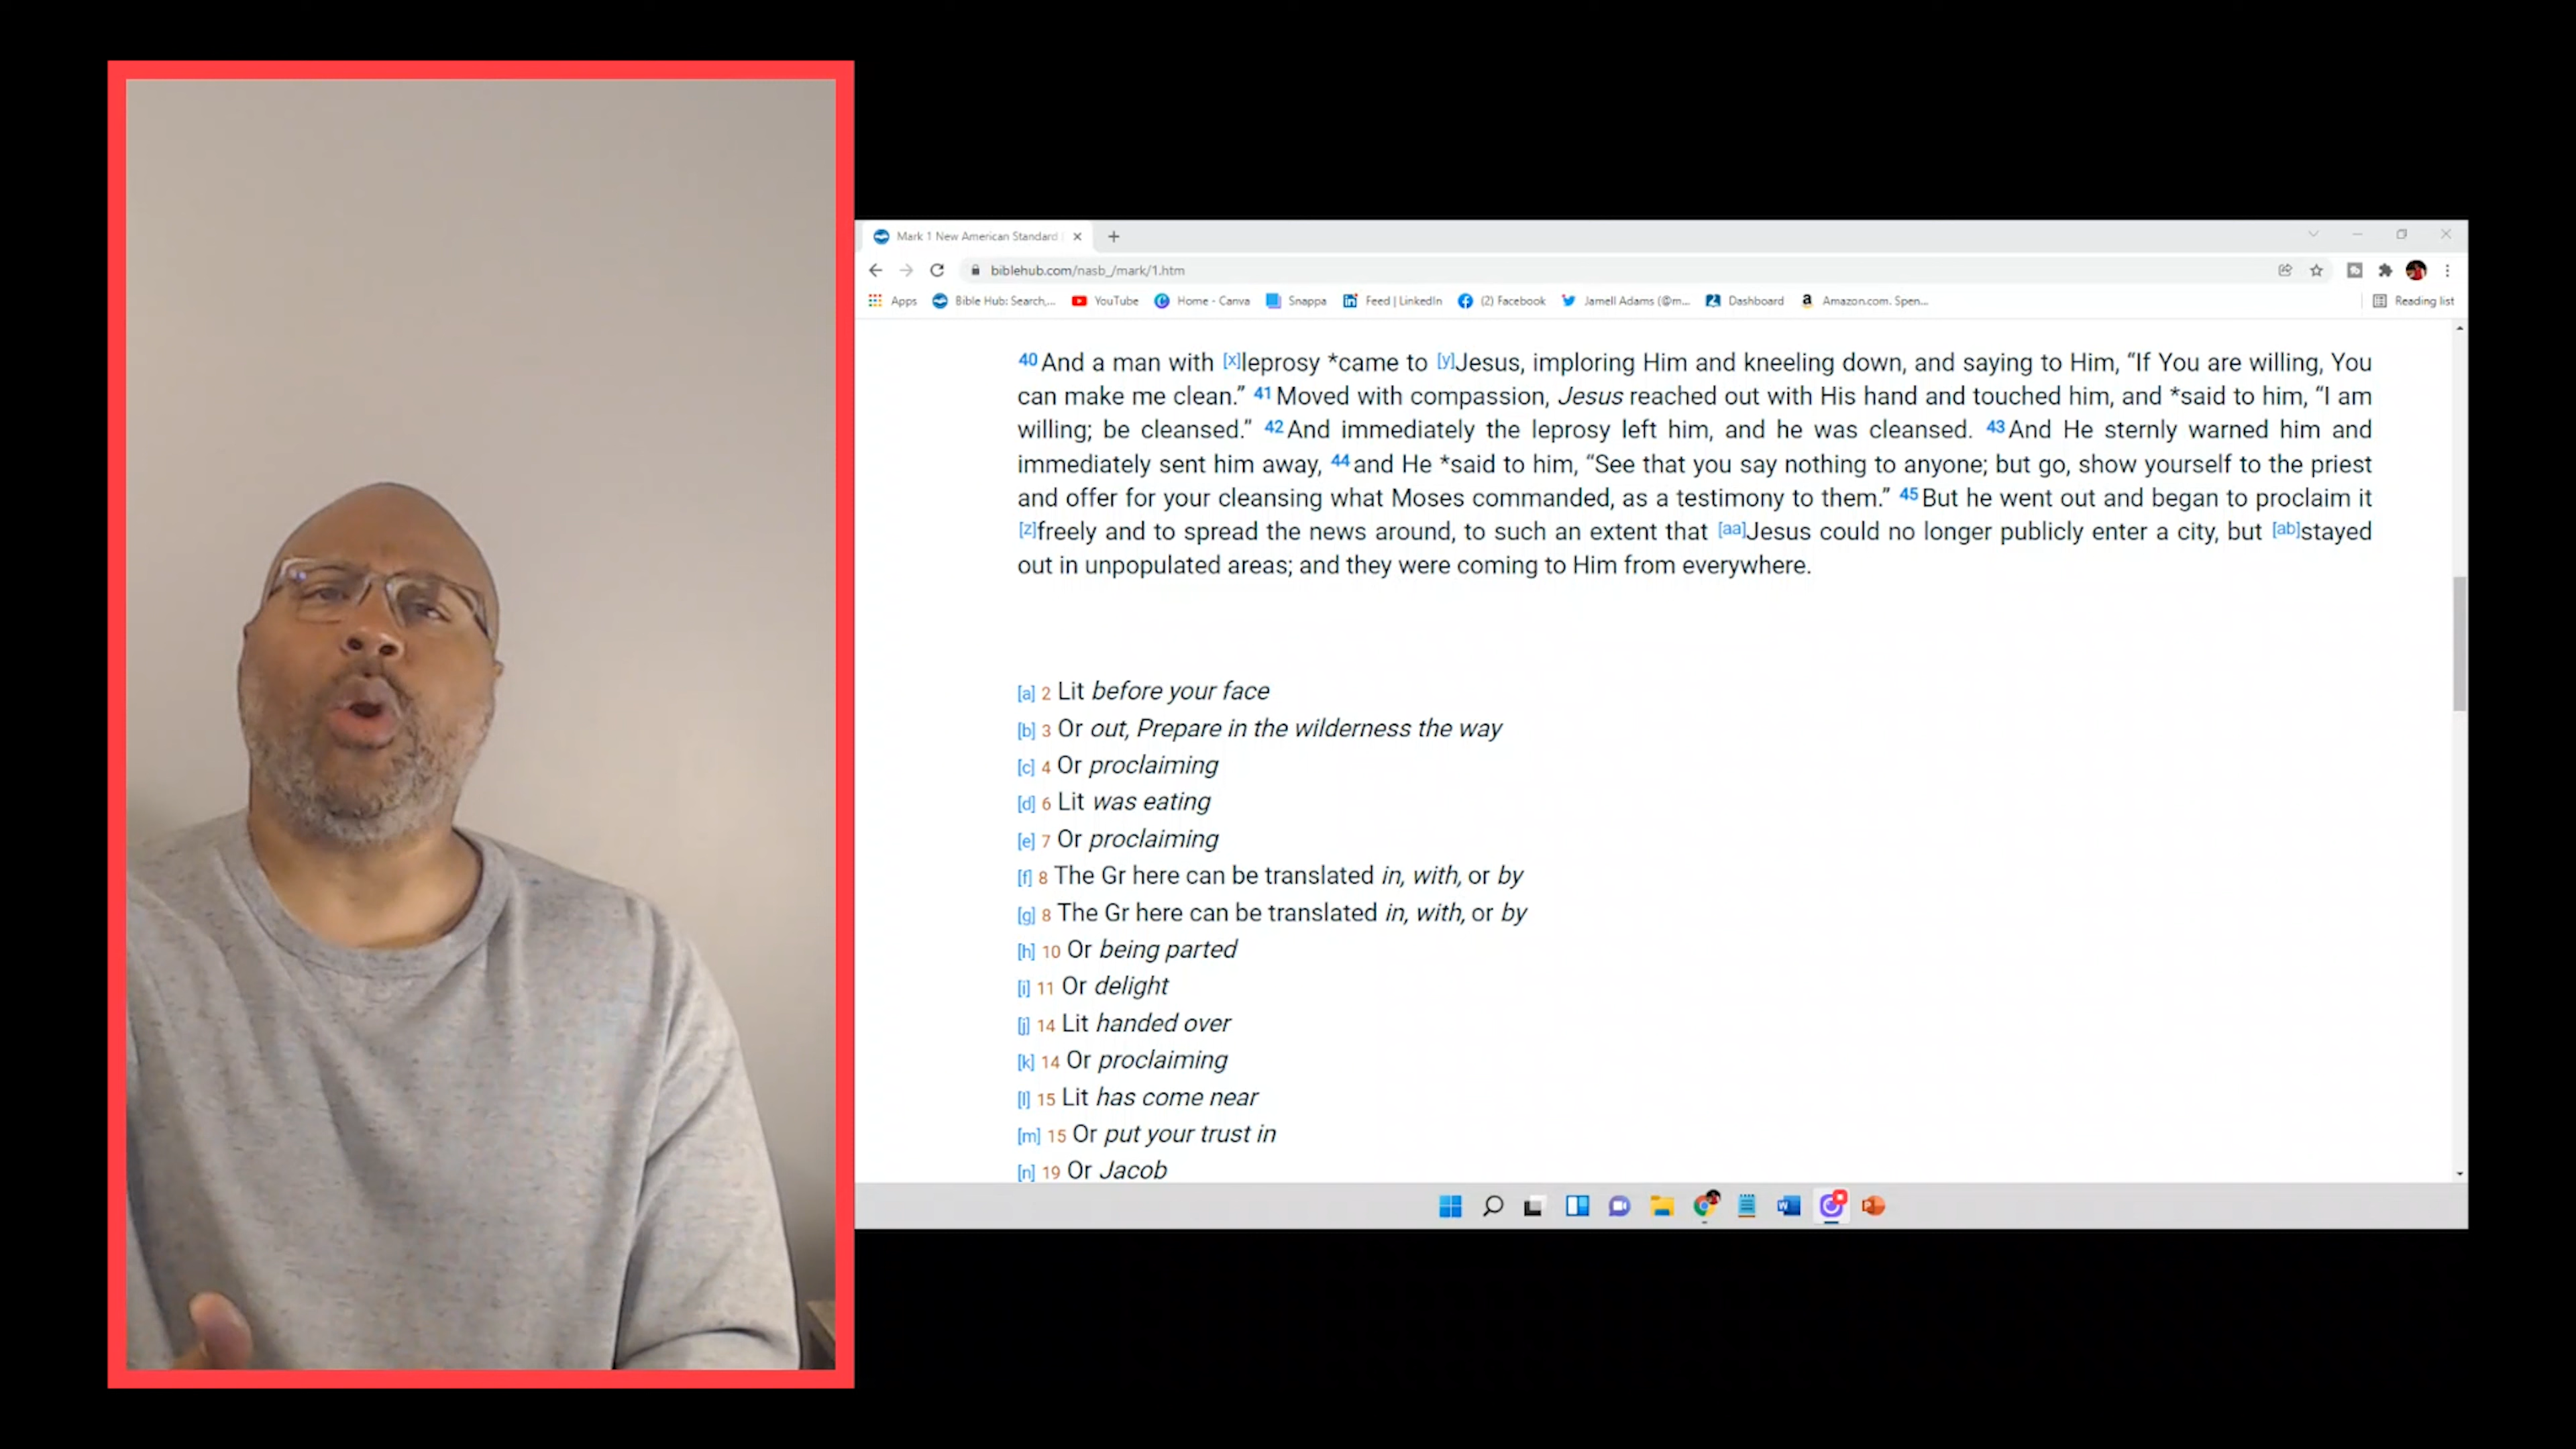 Mark 1 New American Standard
biblehub.com/nasb_/mark/1.htm
Apps Bible Hub: Search,... YouTube Home - Canva Snappa Feed | LinkedIn (2) Facebook Jamell Adams (@m... Dashboard Amazon.com. Spen... Reading list
40 And a man with [x]leprosy *came to [y]Jesus, imploring Him and kneeling down, and saying to Him, “If You are willing, You
can make me clean.” 41 Moved with compassion, Jesus reached out with His hand and touched him, and *said to him, “I am
willing; be cleansed.” 42 And immediately the leprosy left him, and he was cleansed. 43 And He sternly warned him and
immediately sent him away, 44 and He *said to him, “See that you say nothing to anyone; but go, show yourself to the priest
and offer for your cleansing what Moses commanded, as a testimony to them.” 45 But he went out and began to proclaim it
[z]freely and to spread the news around, to such an extent that [aa]Jesus could no longer publicly enter a city, but [ab]stayed
out in unpopulated areas; and they were coming to Him from everywhere.
[a] 2 Lit before your face
[b] 3 Or out, Prepare in the wilderness the way
[c] 4 Or proclaiming
[d] 6 Lit was eating
[e] 7 Or proclaiming
[f] 8 The Gr here can be translated in, with, or by
[g] 8 The Gr here can be translated in, with, or by
[h] 10 Or being parted
[i] 11 Or delight
[j] 14 Lit handed over
[k] 14 Or proclaiming
[l] 15 Lit has come near
[m] 15 Or put your trust in
[n] 19 Or Jacob